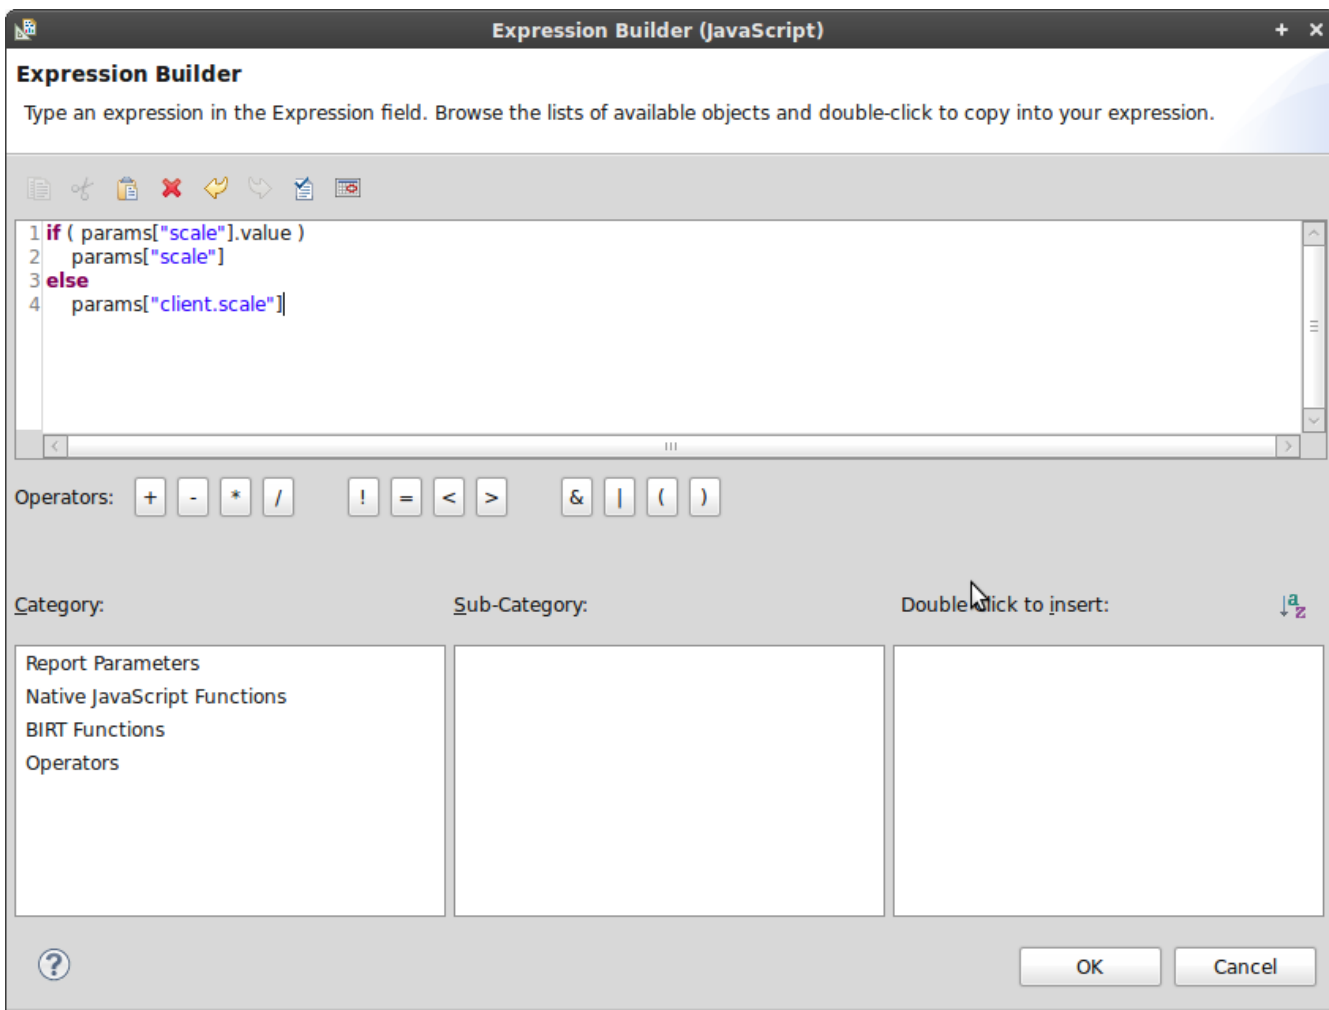 Expression Builder (JavaScript)
Expression Builder
Type an expression in the Expression field. Browse the lists of available objects and double-click to copy into your expression.
1 if ( params["scale"].value )
2 params["scale"]
3 else
4 params["client.scale"]
Operators: + - * / ! = < > & | ( )
Category: Sub-Category: Double-click to insert:
Report Parameters
Native JavaScript Functions
BIRT Functions
Operators
OK Cancel